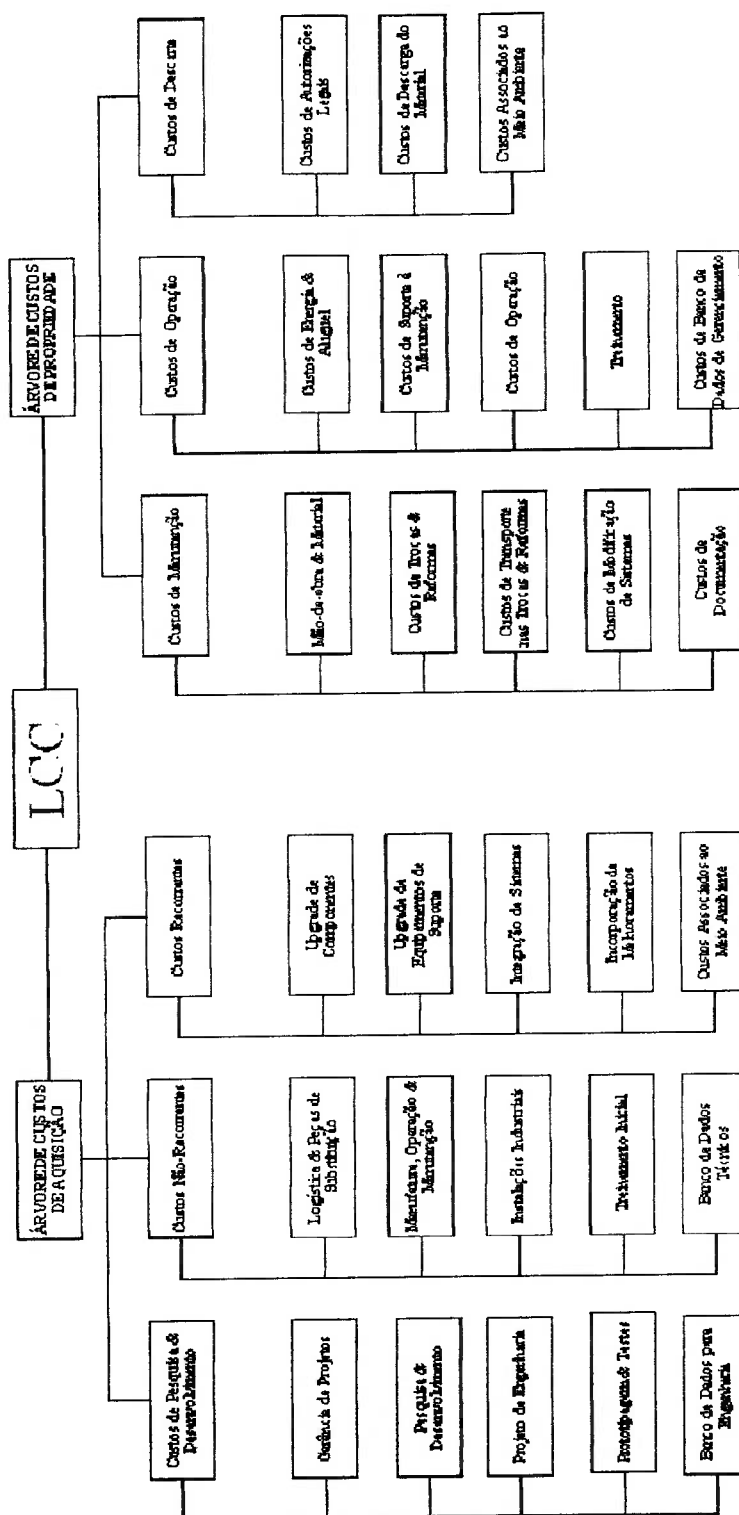 LCC
ÁRVORE DE CUSTOS
DE AQUISIÇÃO
Custos de Pesquisa &
Desenvolvimento
Gerência de Projetos
Pesquisa &
Desenvolvimento
Projeto de Engenharia
Prototipagem & Testes
Banco de Dados para
Engenharia
Custos Não-Recorrentes
Logística & Peças de
Substituição
Manufatura, Operação &
Manutenção
Instalações Industriais
Treinamento Inicial
Banco de Dados
Técnicos
Custos Recorrentes
Upgrade de
Componentes
Upgrade de
Equipamentos de
Suporte
Integração de Sistemas
Incorporação de
Melhoramentos
Custos Associados ao
Meio Ambiente
ÁRVORE DE CUSTOS
DE PROPRIEDADE
Custos de Manutenção
Mão-de-obra & Material
Custos de Trocas &
Reformas
Custos de Transporte
nas Trocas & Reformas
Custos de Modificação
de Sistemas
Custos de
Documentação
Custos de Operação
Custos de Energia &
Aluguel
Custos de Suporte à
Manutenção
Custos de Operação
Treinamento
Custos de Banco de
Dados de Gerenciamento
Custos de Descarte
Custos de Autorizações
Legais
Custos de Descarga do
Material
Custos Associados ao
Meio Ambiente